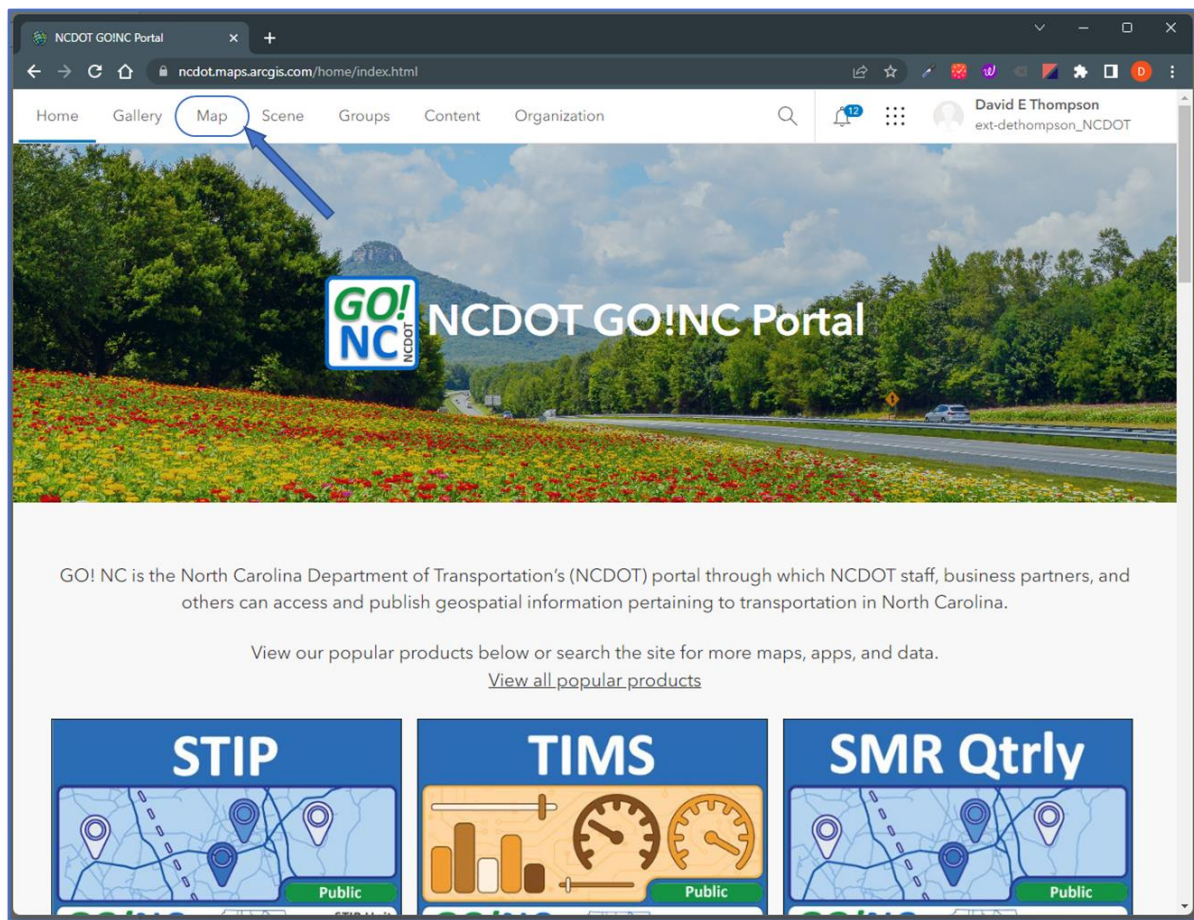 NCDOT GO!NC Portal
ncdot.maps.arcgis.com/home/index.html
D
Home Gallery Map Scene Groups Content Organization
12
David E Thompson
ext-dethompson_NCDOT
GO!
NC
NCDOT
NCDOT GO!NC Portal
GO! NC is the North Carolina Department of Transportation's (NCDOT) portal through which NCDOT staff, business partners, and
others can access and publish geospatial information pertaining to transportation in North Carolina.
View our popular products below or search the site for more maps, apps, and data.
View all popular products
STIP TIMS SMR Qtrly
Public Public Public